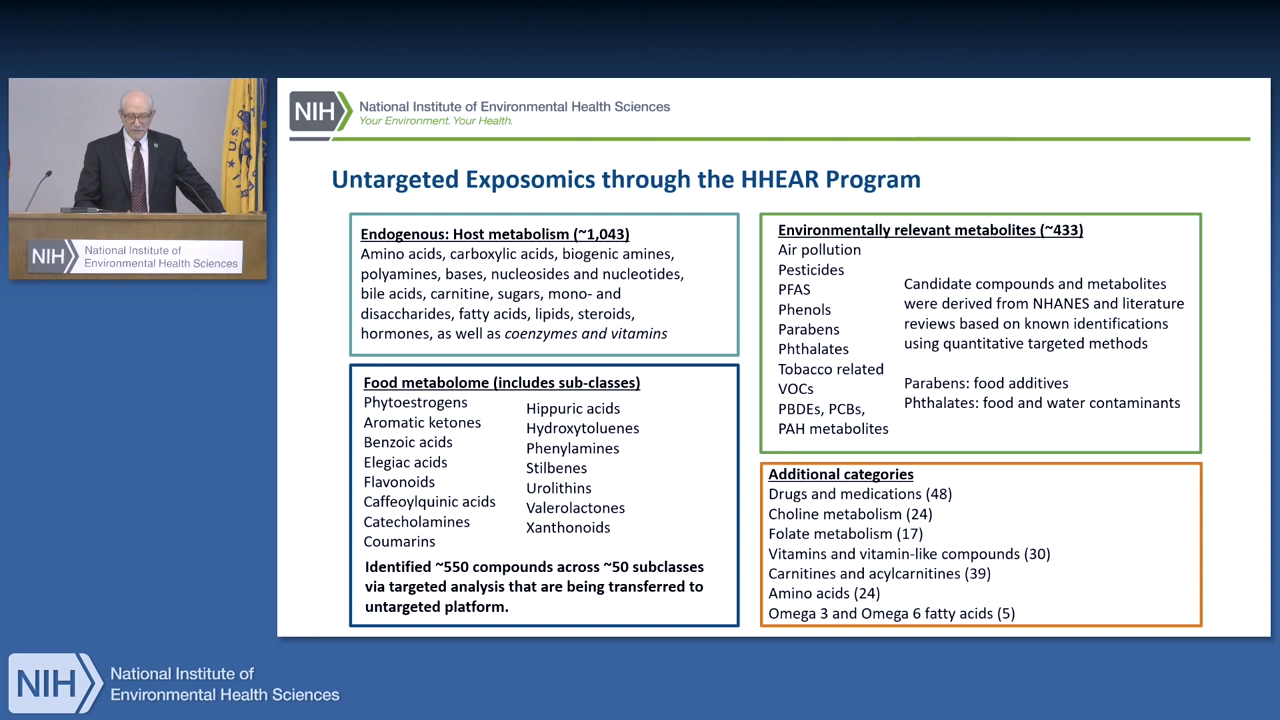 NIH
National Institute of Environmental Health Sciences
Your Environment. Your Health.
Untargeted Exposomics through the HHEAR Program
Endogenous: Host metabolism (~1,043)
Amino acids, carboxylic acids, biogenic amines,
polyamines, bases, nucleosides and nucleotides,
bile acids, carnitine, sugars, mono- and
disaccharides, fatty acids, lipids, steroids,
hormones, as well as coenzymes and vitamins
Food metabolome (includes sub-classes)
Phytoestrogens
Aromatic ketones
Benzoic acids
Elegiac acids
Flavonoids
Caffeoylquinic acids
Catecholamines
Coumarins
Hippuric acids
Hydroxytoluenes
Phenylamines
Stilbenes
Urolithins
Valerolactones
Xanthonoids
Identified ~550 compounds across ~50 subclasses
via targeted analysis that are being transferred to
untargeted platform.
Environmentally relevant metabolites (~433)
Air pollution
Pesticides
PFAS
Phenols
Parabens
Phthalates
Tobacco related
VOCs
PBDEs, PCBs,
PAH metabolites
Candidate compounds and metabolites
were derived from NHANES and literature
reviews based on known identifications
using quantitative targeted methods
Parabens: food additives
Phthalates: food and water contaminants
Additional categories
Drugs and medications (48)
Choline metabolism (24)
Folate metabolism (17)
Vitamins and vitamin-like compounds (30)
Carnitines and acylcarnitines (39)
Amino acids (24)
Omega 3 and Omega 6 fatty acids (5)
U.S.
NIH
National Institute of
Environmental Health Sciences
NIH
National Institute of
Environmental Health Sciences